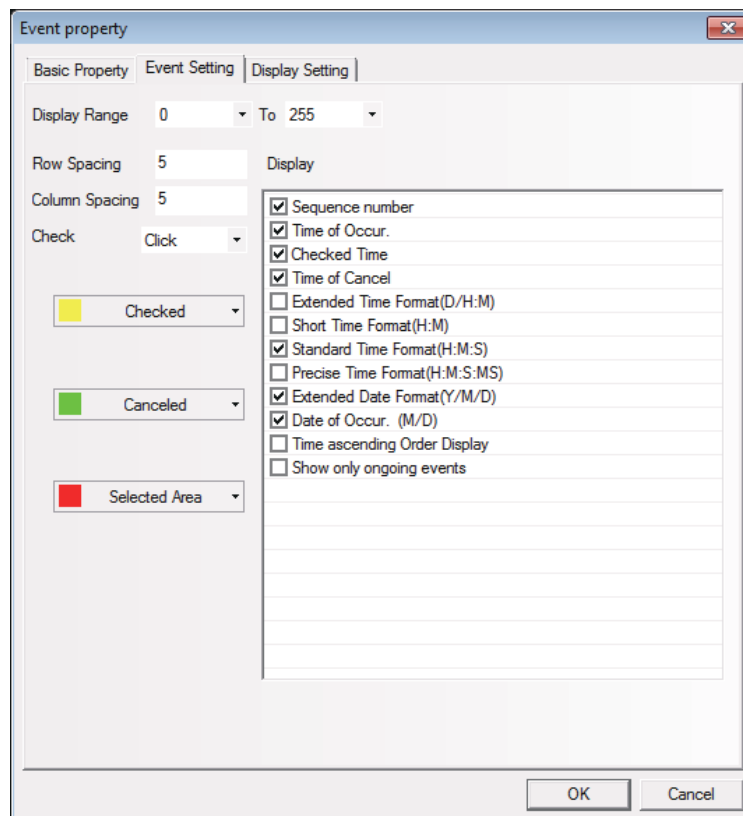 Event property
Basic Property Event Setting Display Setting
Display Range 0 To 255
Row Spacing 5 Display
Column Spacing 5
Check Click
Checked
Canceled
Selected Area
Sequence number
Time of Occur.
Checked Time
Time of Cancel
Extended Time Format(D/H:M)
Short Time Format(H:M)
Standard Time Format(H:M:S)
Precise Time Format(H:M:S:MS)
Extended Date Format(Y/M/D)
Date of Occur. (M/D)
Time ascending Order Display
Show only ongoing events
OK Cancel